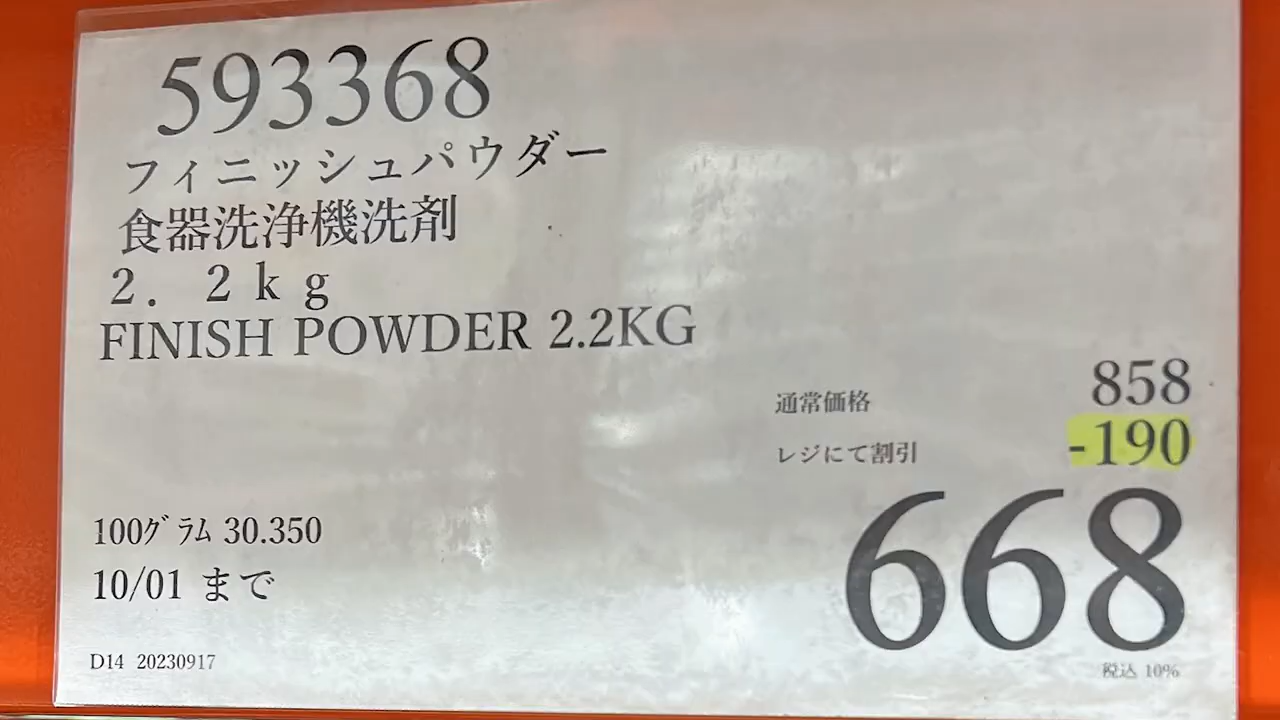 593368
フィニッシュパウダー
食器洗浄機洗剤
２．２ｋｇ
FINISH POWDER 2.2KG
通常価格 858
レジにて割引 -190
668
税込 10%
100ｸﾞﾗﾑ 30.350
10/01 まで
D14 20230917